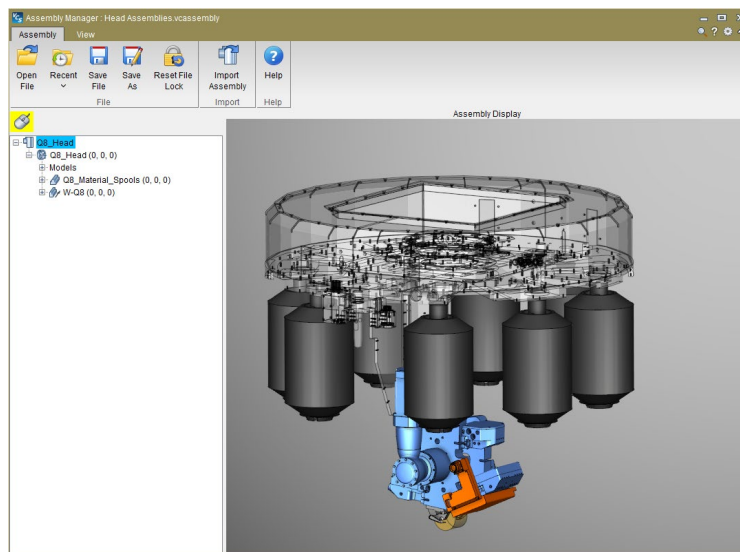 Assembly Manager : Head Assemblies.vcassembly
Assembly View
Open File
Recent
Save File
Save As
Reset File Lock
Import Assembly
Help
File Import Help
Assembly Display
Q8_Head
Q8_Head (0, 0, 0)
Models
Q8_Material_Spools (0, 0, 0)
W-Q8 (0, 0, 0)